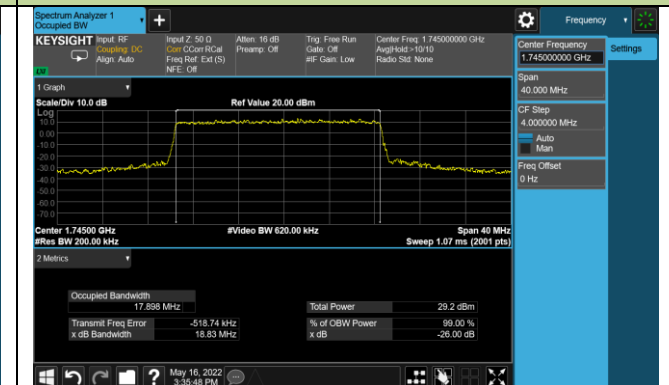 Spectrum Analyzer 1
Occupied BW
Frequency
KEYSIGHT
Input: RF
Coupling: DC
Align: Auto
Input Z: 50 Ω
Corr CCorr RCal
Freq Ref: Ext (S)
NFE: Off
Atten: 16 dB
Preamp: Off
Trig: Free Run
Gate: Off
#IF Gain: Low
Center Freq: 1.745000000 GHz
Avg|Hold:>10/10
Radio Std: None
Center Frequency
1.745000000 GHz
Settings
Span
40.000 MHz
CF Step
4.000000 MHz
Auto
Man
Freq Offset
0 Hz
1 Graph
Scale/Div 10.0 dB
Ref Value 20.00 dBm
Log
10.0
0.00
-10.0
-20.0
-30.0
-40.0
-50.0
-60.0
-70.0
Center 1.74500 GHz
#Video BW 620.00 kHz
Span 40 MHz
#Res BW 200.00 kHz
Sweep 1.07 ms (2001 pts)
2 Metrics
Occupied Bandwidth
17.898 MHz
Total Power
29.2 dBm
Transmit Freq Error
-518.74 kHz
% of OBW Power
99.00 %
x dB Bandwidth
18.83 MHz
x dB
-26.00 dB
?
May 16, 2022
3:35:48 PM